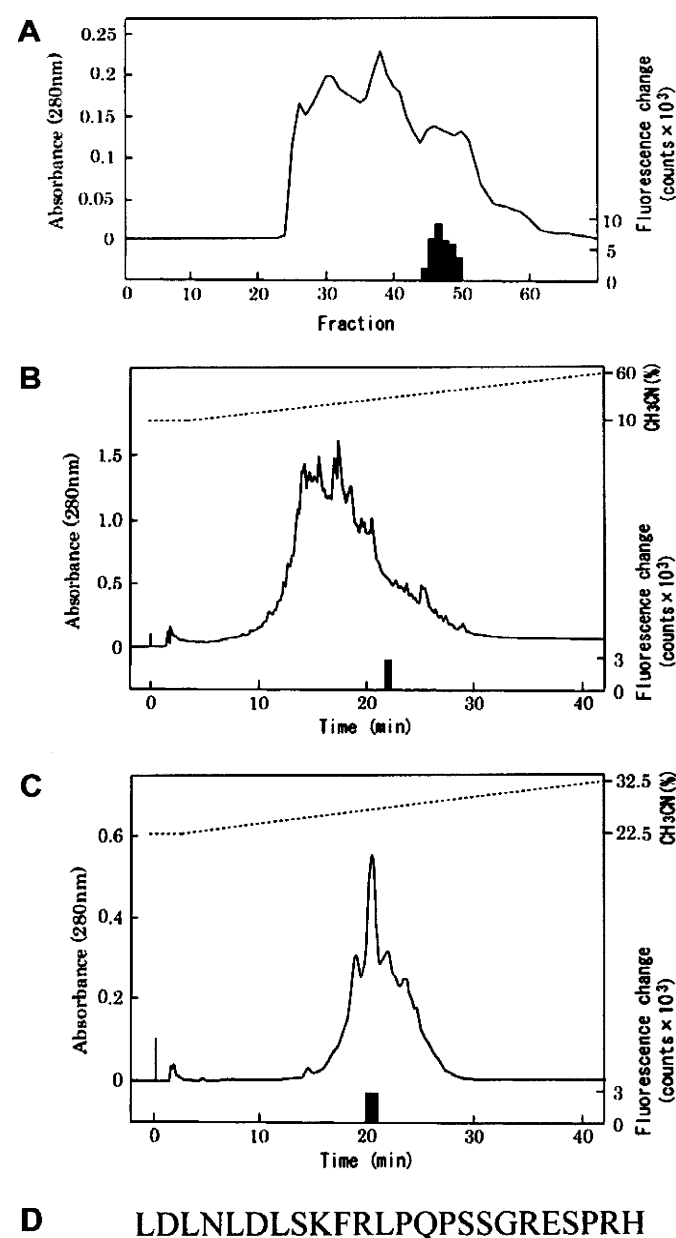 A
Absorbance (280nm)
0.25
0.2
0.15
0.1
0.05
0
10
5
0
Fluorescence change
(counts × 10³)
0 10 20 30 40 50 60
Fraction
B
Absorbance (280nm)
1.5
1.0
0.5
0
60
10
CH3CN(%)
3
0
Fluorescence change
(counts × 10³)
0 10 20 30 40
Time (min)
C
Absorbance (280nm)
0.6
0.4
0.2
0
32.5
22.5
CH3CN(%)
3
0
Fluorescence change
(counts × 10³)
0 10 20 30 40
Time (min)
D LDLNLDLSKFRLPQPSSGRESPRH